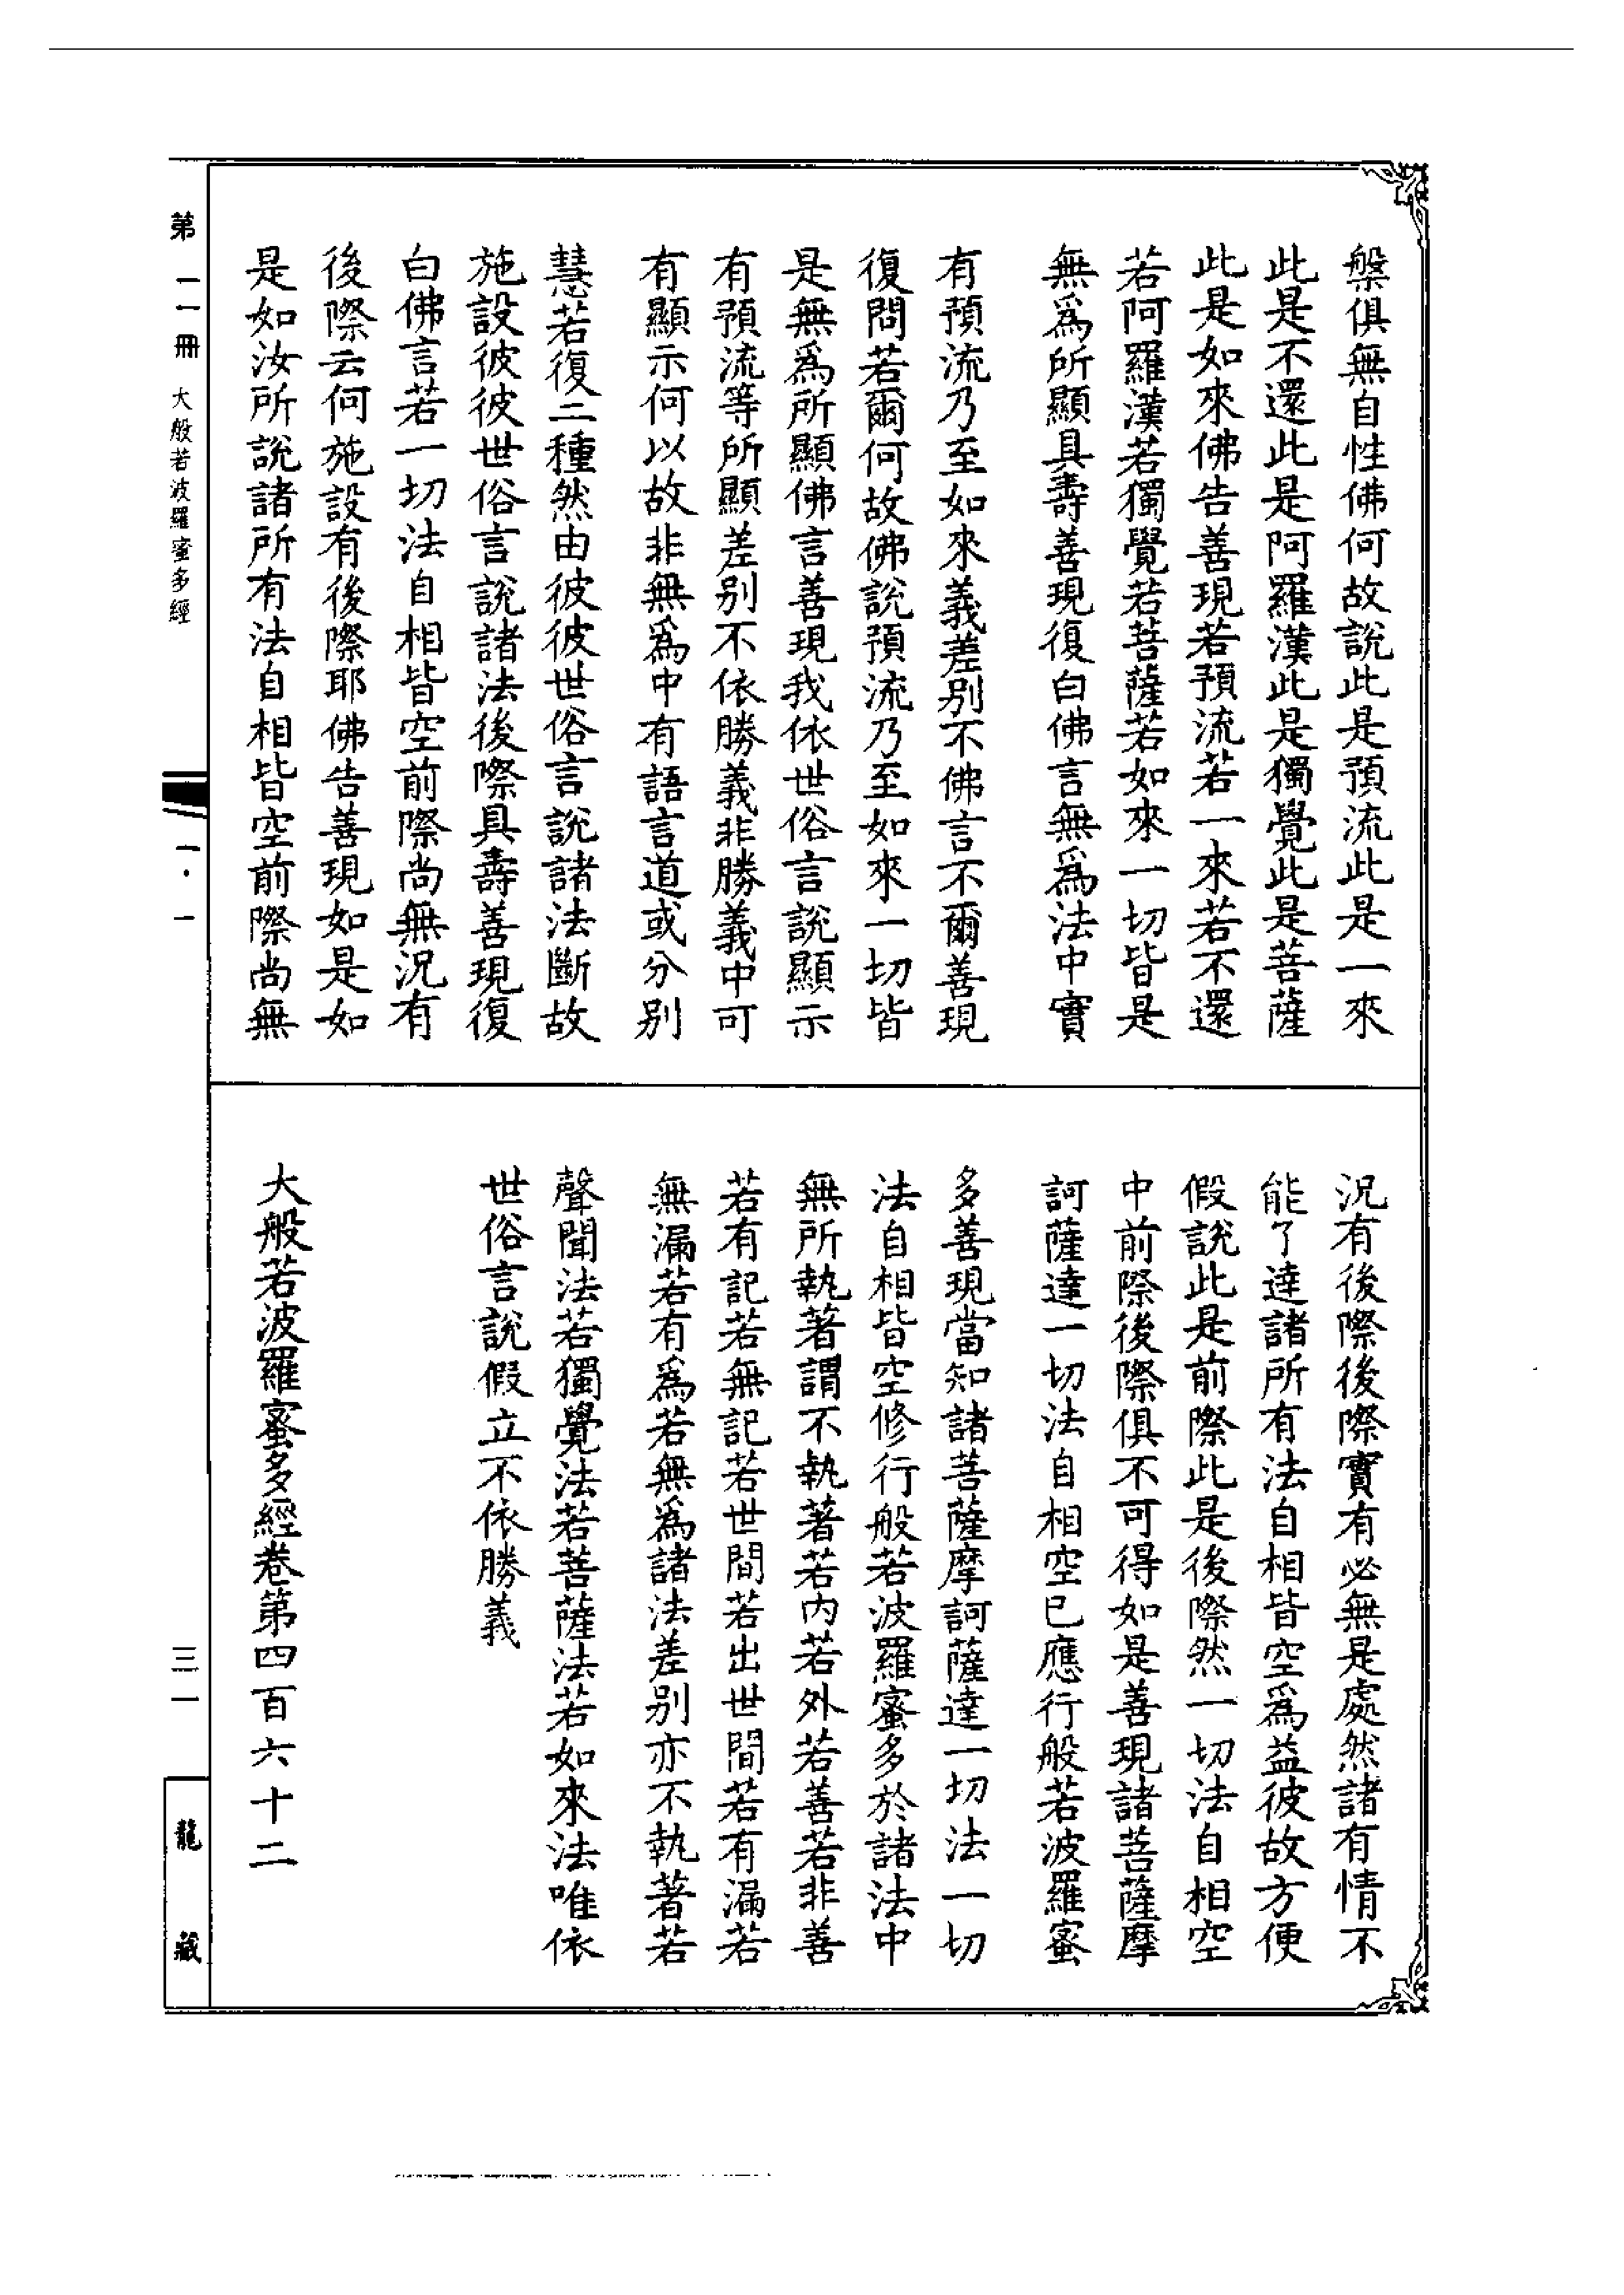 槃俱無自性佛何故說此是預流此是一來
此是不還此是阿羅漢此是獨覺此是菩薩
此是如來佛告善現若預流若一來若不還
若阿羅漢若獨覺若菩薩若如來一切皆是
無爲所顯具壽善現復白佛言無爲法中實
有預流乃至如來義差別不佛言不爾善現
復問若爾何故佛說預流乃至如來一切皆
是無爲所顯佛言善現我依世俗言說顯示
有預流等所顯差別不依勝義非勝義中可
有顯示何以故非無爲中有語言道或分別
慧若復二種然由彼彼世俗言說諸法斷故
施設彼彼世俗言說諸法後際具壽善現復
白佛言若一切法自相皆空前際尚無況有
後際云何施設有後際耶佛告善現如是如
是如汝所說諸所有法自相皆空前際尚無
況有後際後際實有必無是處然諸有情不
能了達諸所有法自相皆空爲益彼故方便
假說此是前際此是後際然一切法自相空
中前際後際俱不可得如是善現諸菩薩摩
訶薩達一切法自相空已應行般若波羅蜜
多善現當知諸菩薩摩訶薩達一切法一切
法自相皆空修行般若波羅蜜多於諸法中
無所執著謂不執著若內若外若善若非善
若有記若無記若世間若出世間若有漏若
無漏若有爲若無爲諸法差別亦不執著若
聲聞法若獨覺法若菩薩法若如來法唯依
世俗言說假立不依勝義
大般若波羅蜜多經卷第四百六十二
第一一冊 大般若波羅蜜多經 一·一 三一 龍藏